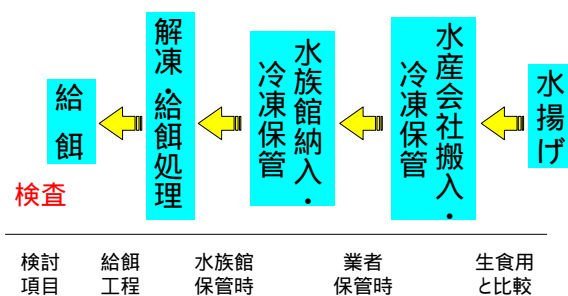 水揚げ
水産会社搬入・
冷凍保管
水族館納入・
冷凍保管
解凍・給餌処理
給餌
検査
検討
項目
給餌
工程
水族館
保管時
業者
保管時
生食用
と比較